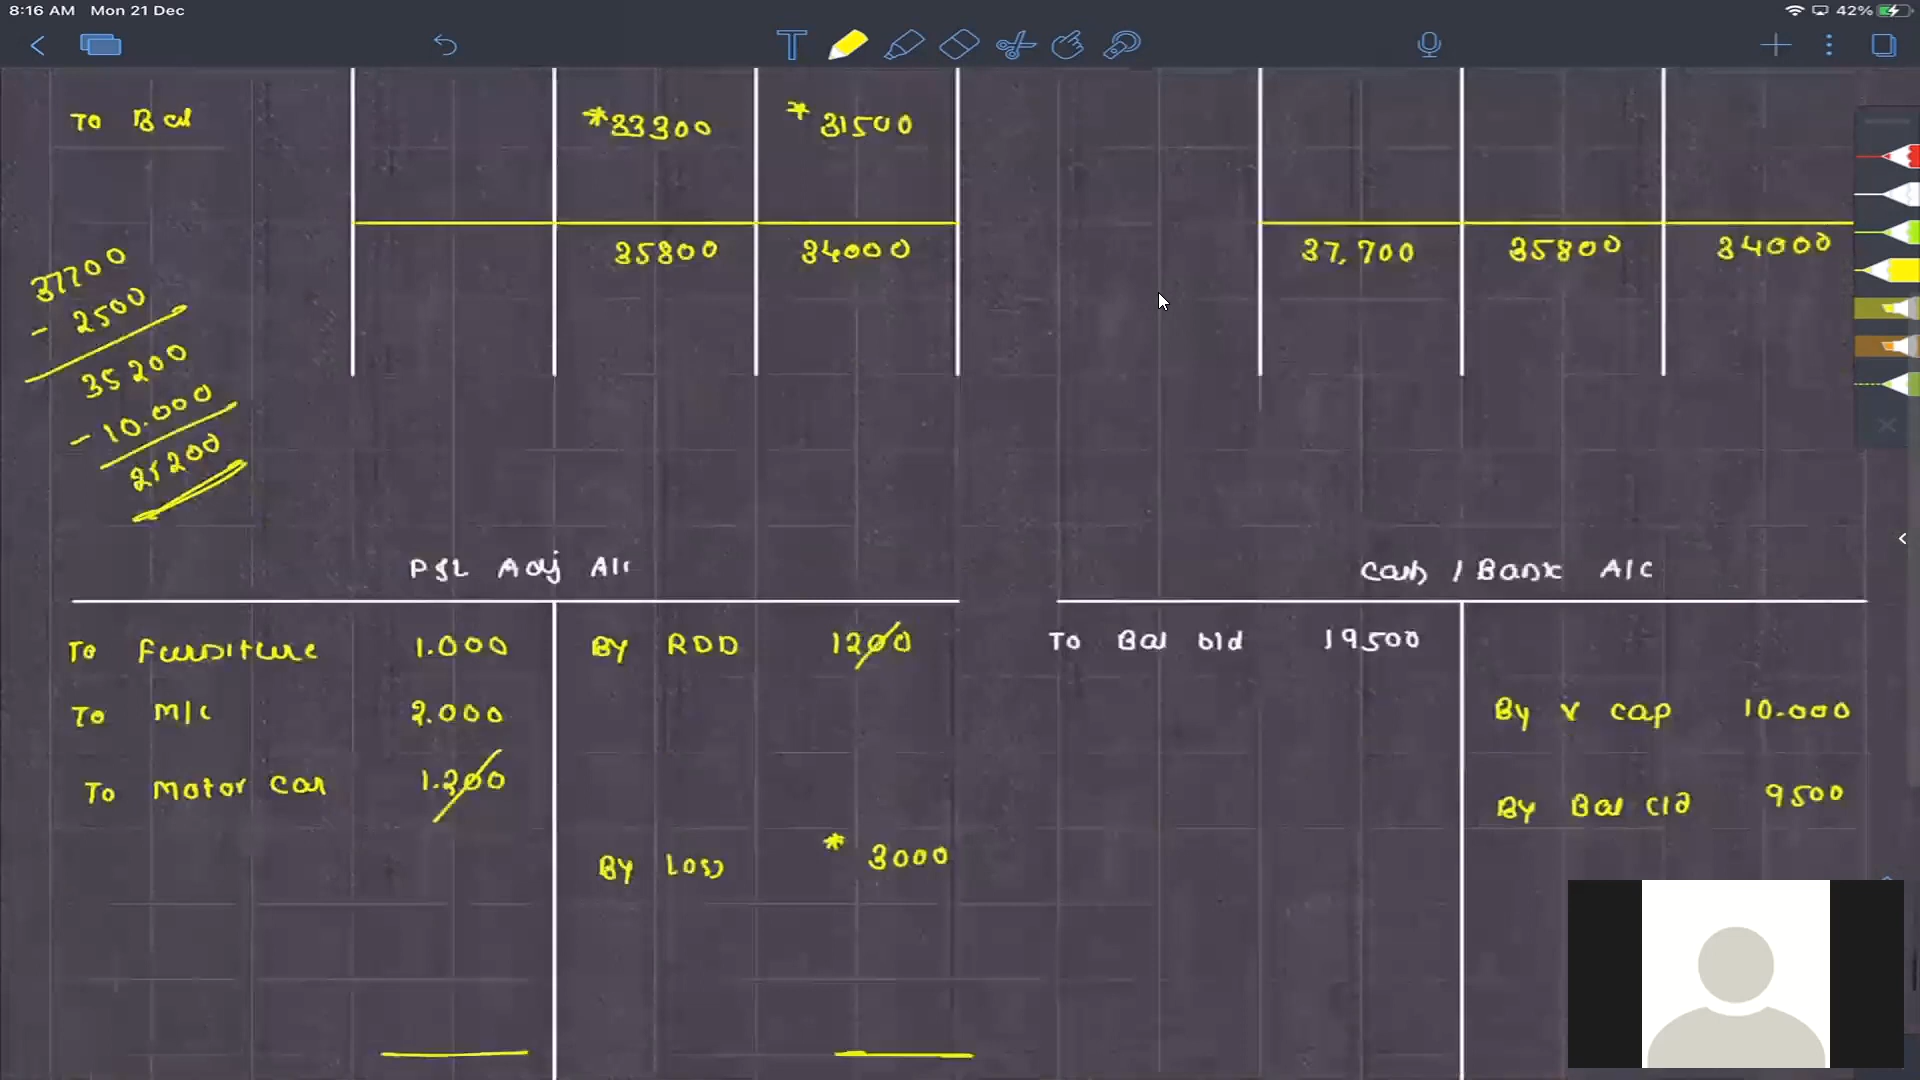 8:16 AM Mon 21 Dec
42%
To Bal *33300 *31500
35800 34000 37,700 35800 34000
37700
- 2500
35200
- 10.000
25200
P&L Adj A/c
To Furniture 1.000 By RDD 1200
To M/c 2.000
To Motor car 1.200
By Loss * 3000
Cash / Bank A/c
To Bal b/d 19500
By V cap 10.000
By Bal c/d 9500